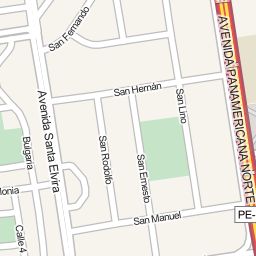 San Fernando
San Hernán
San Lino
AVENIDA PANAMERICANA NORTE
Avenida Santa Elvira
Bulgaria
San Rodolfo
San Ernesto
onia
San Manuel
PE-
Calle 4